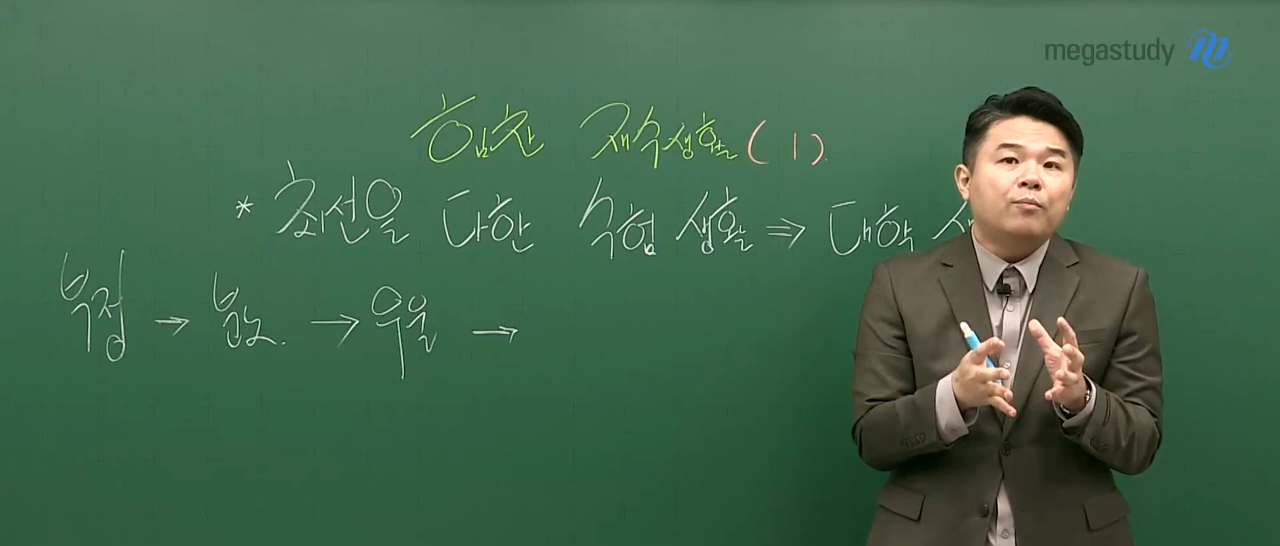 megastudy
힘찬 재수생활 (1).
* 최선을 다한 수험 생활 ⇒ 대학
부정 → 분노. → 우울 →